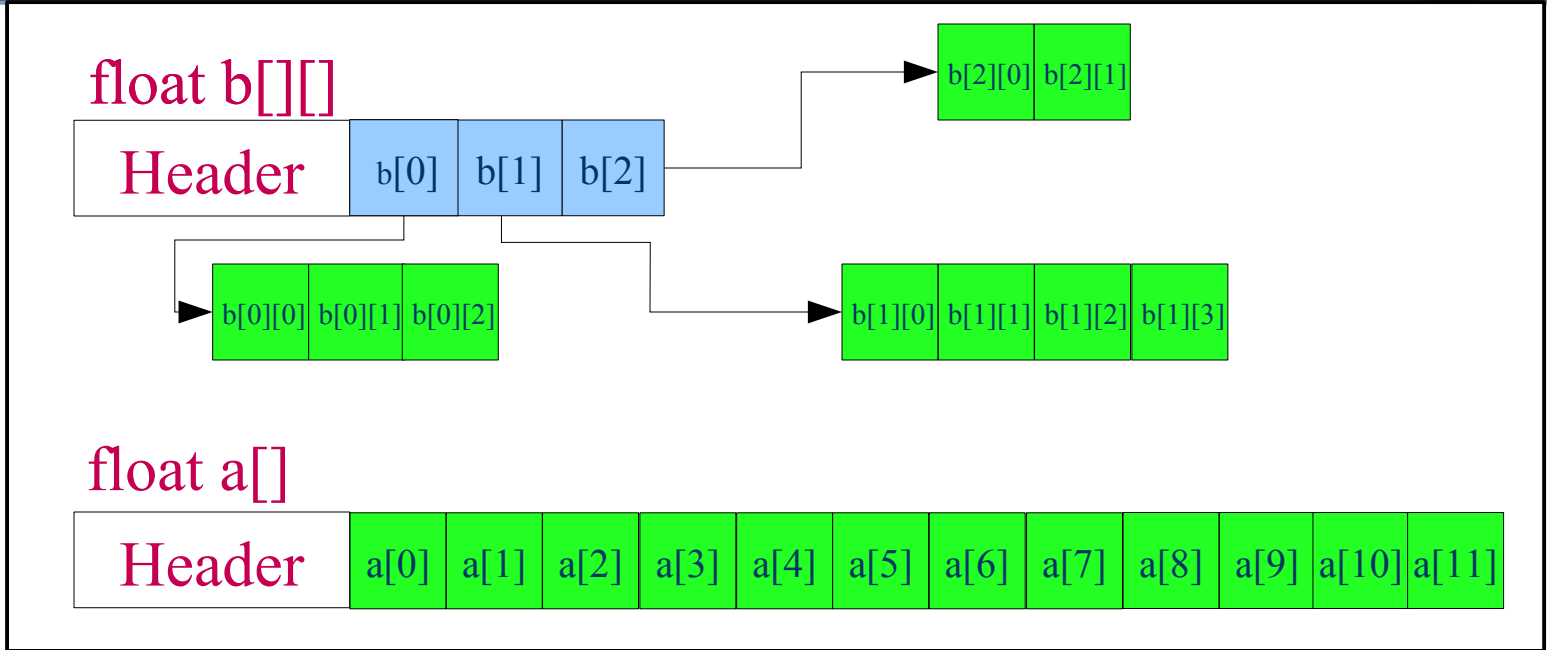 float b[][]
b[2][0] b[2][1]
Header b[0] b[1] b[2]
b[0][0] b[0][1] b[0][2] b[1][0] b[1][1] b[1][2] b[1][3]
float a[]
Header a[0] a[1] a[2] a[3] a[4] a[5] a[6] a[7] a[8] a[9] a[10] a[11]